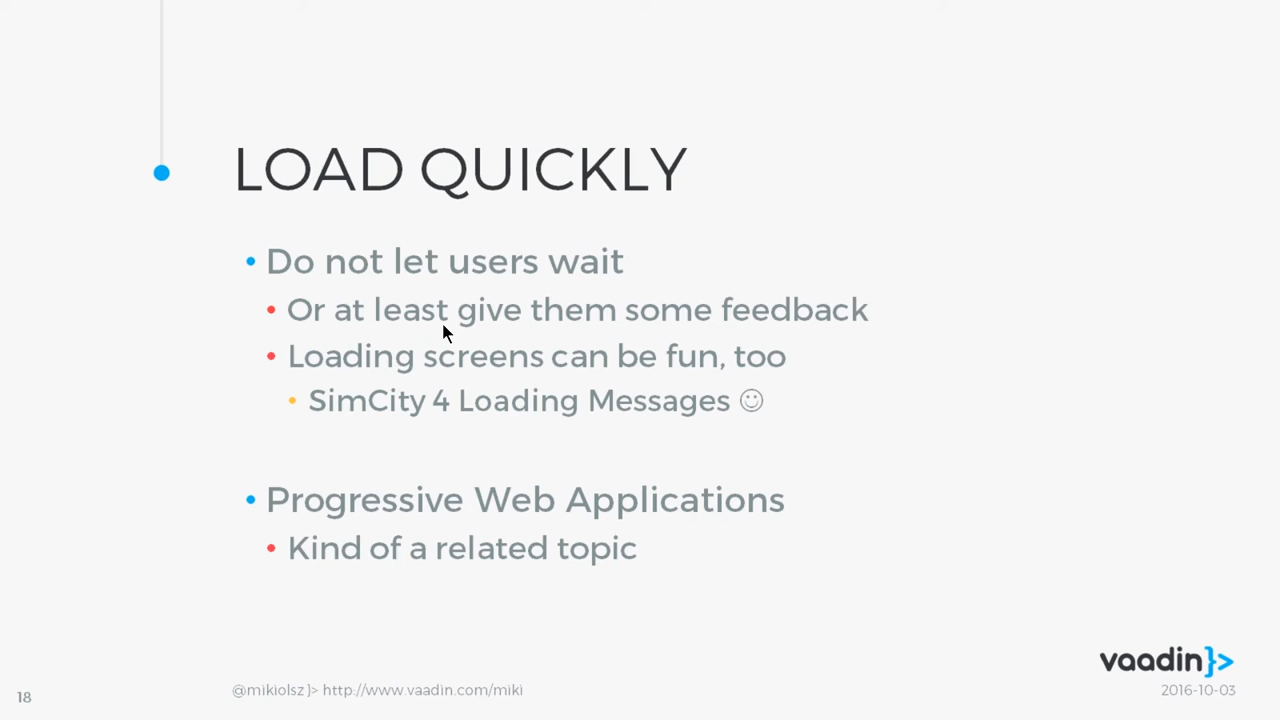 LOAD QUICKLY
• Do not let users wait
• Or at least give them some feedback
• Loading screens can be fun, too
• SimCity 4 Loading Messages ☺
• Progressive Web Applications
• Kind of a related topic
vaadin}>
18
@mikiolsz }> http://www.vaadin.com/miki
2016-10-03